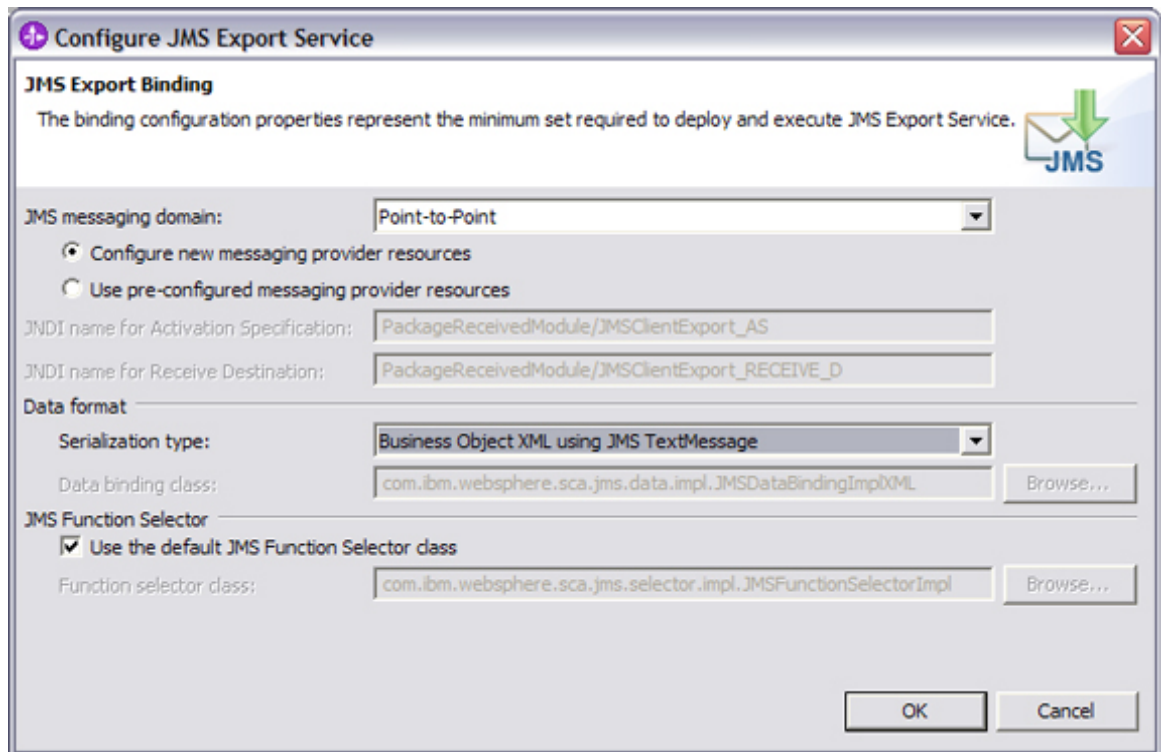 Configure JMS Export Service
JMS Export Binding
The binding configuration properties represent the minimum set required to deploy and execute JMS Export Service.
JMS
JMS messaging domain: Point-to-Point
Configure new messaging provider resources
Use pre-configured messaging provider resources
JNDI name for Activation Specification: PackageReceivedModule/JMSClientExport_AS
JNDI name for Receive Destination: PackageReceivedModule/JMSClientExport_RECEIVE_D
Data format
Serialization type: Business Object XML using JMS TextMessage
Data binding class: com.ibm.websphere.sca.jms.data.impl.JMSDataBindingImplXML Browse...
JMS Function Selector
Use the default JMS Function Selector class
Function selector class: com.ibm.websphere.sca.jms.selector.impl.JMSFunctionSelectorImpl Browse...
OK Cancel